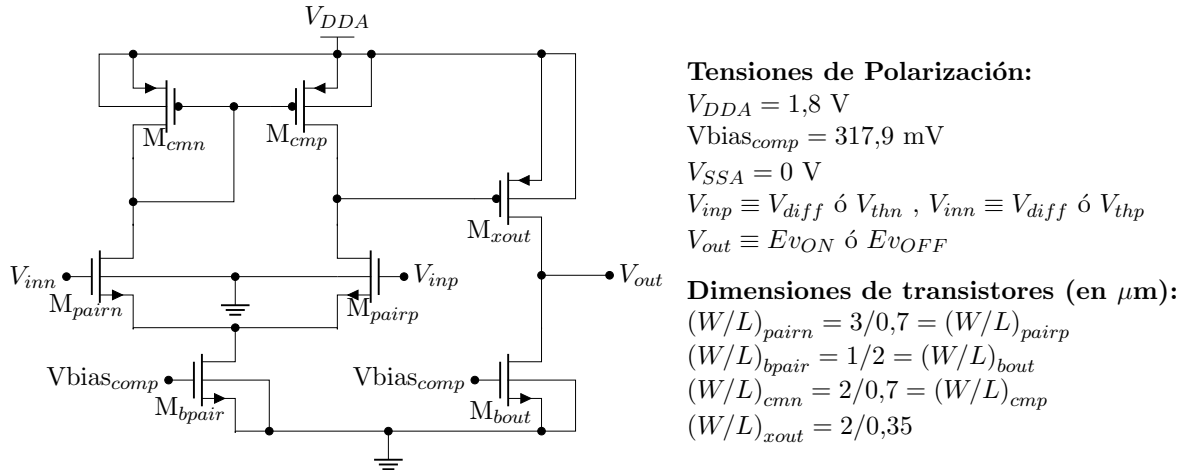 V_{DDA}
M_{cmn}
M_{cmp}
M_{xout}
V_{inn}
V_{inp}
V_{out}
M_{pairn}
M_{pairp}
Vbias_{comp}
Vbias_{comp}
M_{bpair}
M_{bout}
Tensiones de Polarización:
V_{DDA} = 1,8 V
Vbias_{comp} = 317,9 mV
V_{SSA} = 0 V
V_{inp} ≡ V_{diff} ó V_{thn} , V_{inn} ≡ V_{diff} ó V_{thp}
V_{out} ≡ Ev_{ON} ó Ev_{OFF}
Dimensiones de transistores (en μm):
(W/L)_{pairn} = 3/0,7 = (W/L)_{pairp}
(W/L)_{bpair} = 1/2 = (W/L)_{bout}
(W/L)_{cmn} = 2/0,7 = (W/L)_{cmp}
(W/L)_{xout} = 2/0,35